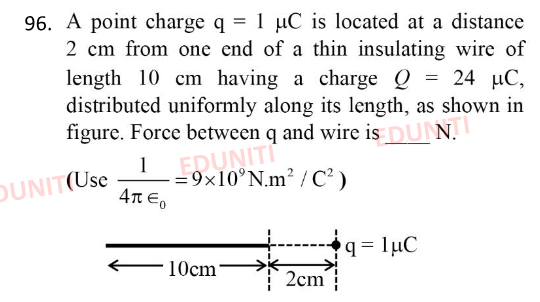 96. A point charge q = 1 μC is located at a distance
2 cm from one end of a thin insulating wire of
length 10 cm having a charge Q = 24 μC,
distributed uniformly along its length, as shown in
figure. Force between q and wire is ____ N.
EDUNITI
EDUNITI
(Use 1/4π∈₀ = 9×10⁹ N.m² / C²)
DUNIT
q = 1μC
10cm
2cm